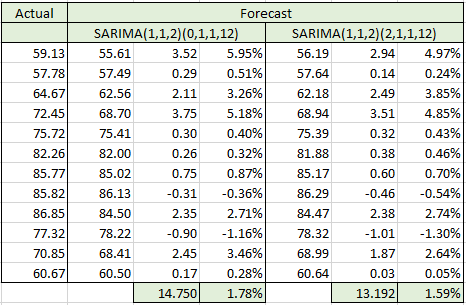 Actual Forecast
SARIMA(1,1,2)(0,1,1,12) SARIMA(1,1,2)(2,1,1,12)
59.13 55.61 3.52 5.95% 56.19 2.94 4.97%
57.78 57.49 0.29 0.51% 57.64 0.14 0.24%
64.67 62.56 2.11 3.26% 62.18 2.49 3.85%
72.45 68.70 3.75 5.18% 68.94 3.51 4.85%
75.72 75.41 0.30 0.40% 75.39 0.32 0.43%
82.26 82.00 0.26 0.32% 81.88 0.38 0.46%
85.77 85.02 0.75 0.87% 85.17 0.60 0.70%
85.82 86.13 -0.31 -0.36% 86.29 -0.46 -0.54%
86.85 84.50 2.35 2.71% 84.47 2.38 2.74%
77.32 78.22 -0.90 -1.16% 78.32 -1.01 -1.30%
70.85 68.41 2.45 3.46% 68.99 1.87 2.64%
60.67 60.50 0.17 0.28% 60.64 0.03 0.05%
14.750 1.78% 13.192 1.59%